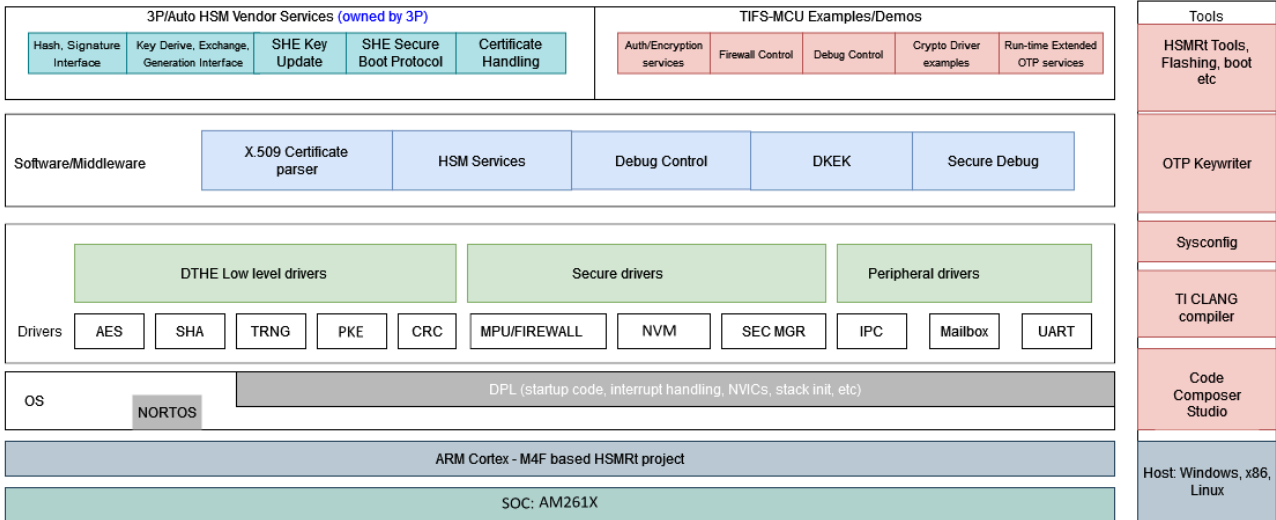 3P/Auto HSM Vendor Services (owned by 3P)
Hash, Signature
Interface
Key Derive, Exchange,
Generation Interface
SHE Key
Update
SHE Secure
Boot Protocol
Certificate
Handling
TIFS-MCU Examples/Demos
Auth/Encryption
services
Firewall Control
Debug Control
Crypto Driver
examples
Run-time Extended
OTP services
Software/Middleware
X.509 Certificate
parser
HSM Services
Debug Control
DKEK
Secure Debug
DTHE Low level drivers
Secure drivers
Peripheral drivers
Drivers
AES
SHA
TRNG
PKE
CRC
MPU/FIREWALL
NVM
SEC MGR
IPC
Mailbox
UART
OS
NORTOS
DPL (startup code, interrupt handling, NVICs, stack init, etc)
ARM Cortex - M4F based HSMRt project
SOC: AM261X
Tools
HSMRt Tools,
Flashing, boot
etc
OTP Keywriter
Sysconfig
TI CLANG
compiler
Code
Composer
Studio
Host: Windows, x86,
Linux